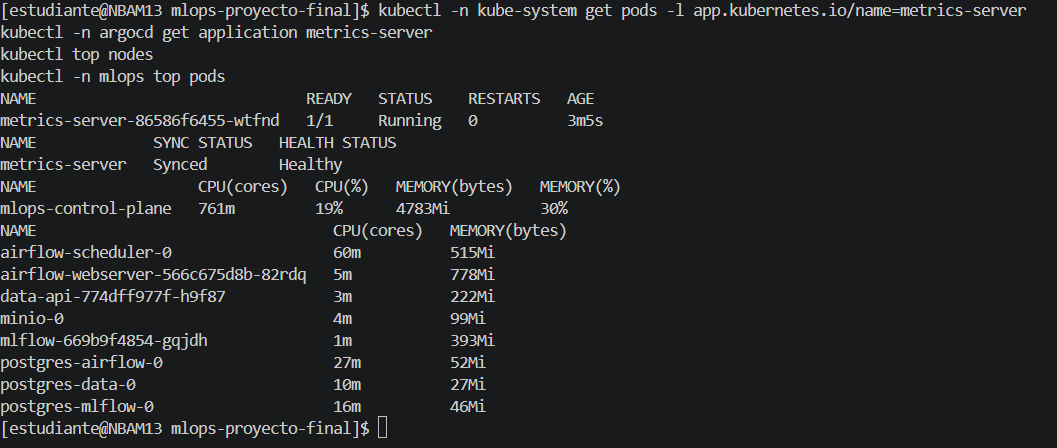 [estudiante@NBAM13 mlops-proyecto-final]$ kubectl -n kube-system get pods -l app.kubernetes.io/name=metrics-server
kubectl -n argocd get application metrics-server
kubectl top nodes
kubectl -n mlops top pods
NAME                              READY   STATUS    RESTARTS   AGE
metrics-server-86586f6455-wtfnd   1/1     Running   0          3m5s
NAME             SYNC STATUS   HEALTH STATUS
metrics-server   Synced        Healthy
NAME                  CPU(cores)   CPU(%)   MEMORY(bytes)   MEMORY(%)
mlops-control-plane   761m         19%      4783Mi          30%
NAME                                 CPU(cores)   MEMORY(bytes)
airflow-scheduler-0                  60m          515Mi
airflow-webserver-566c675d8b-82rdq   5m           778Mi
data-api-774dff977f-h9f87            3m           222Mi
minio-0                              4m           99Mi
mlflow-669b9f4854-gqjdh              1m           393Mi
postgres-airflow-0                   27m          52Mi
postgres-data-0                      10m          27Mi
postgres-mlflow-0                    16m          46Mi
[estudiante@NBAM13 mlops-proyecto-final]$